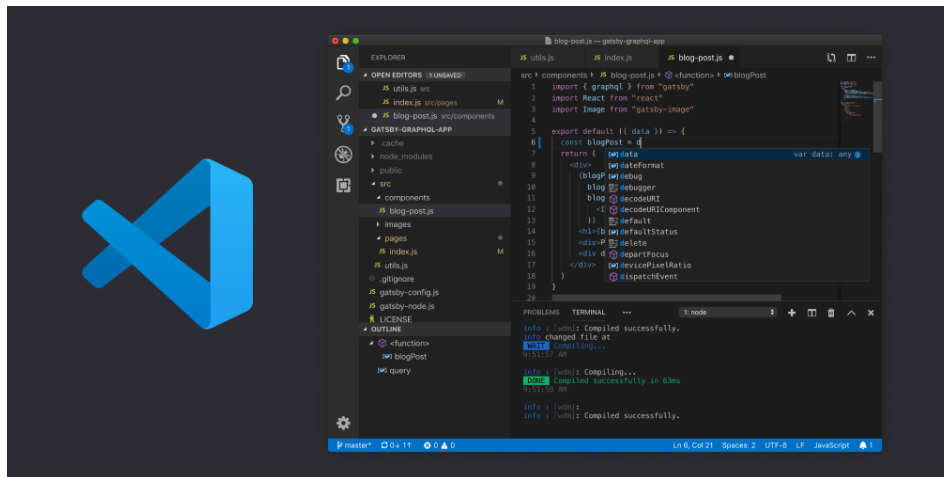 blog-post.js — gatsby-graphql-app
EXPLORER
OPEN EDITORS 1 UNSAVED
JS utils.js src
JS index.js src/pages M
JS blog-post.js src/components
GATSBY-GRAPHQL-APP
.cache
node_modules
public
src
components
JS blog-post.js
images
pages
JS index.js M
JS utils.js
.gitignore
JS gatsby-config.js
JS gatsby-node.js
LICENSE
OUTLINE
<function>
blogPost
query
JS utils.js JS index.js JS blog-post.js
src components JS blog-post.js <function> blogPost
1 import { graphql } from "gatsby"
2 import React from "react"
3 import Image from "gatsby-image"
4
5 export default ({ data }) => {
6 const blogPost = d
7 return (
8 <div>
9 {blogP
10 blog
11 blog
12 <I
13 )}
14 <h1>{b
15 <div>P
16 <div d
17 </div>
18 )
19 }
20
data var data: any
dateFormat
debug
debugger
decodeURI
decodeURIComponent
default
defaultStatus
delete
departFocus
devicePixelRatio
dispatchEvent
PROBLEMS TERMINAL ••• 1: node
info ℹ ｢wdm｣: Compiled successfully.
info changed file at
WAIT Compiling...
9:51:57 AM
info ℹ ｢wdm｣: Compiling...
DONE Compiled successfully in 63ms
9:51:58 AM
info ℹ ｢wdm｣:
info ℹ ｢wdm｣: Compiled successfully.
master* 0↓ 1↑ 0 0 Ln 6, Col 21 Spaces: 2 UTF-8 LF JavaScript 1